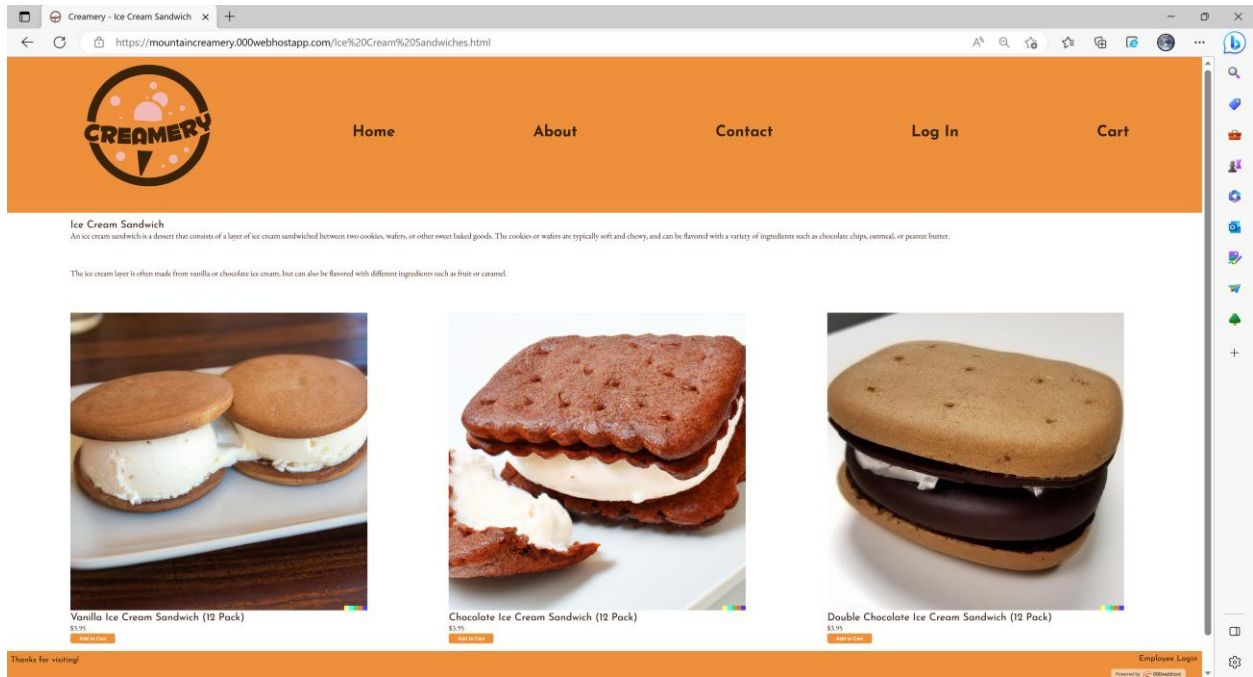 Creamery - Ice Cream Sandwich
https://mountaincreamery.000webhostapp.com/Ice%20Cream%20Sandwiches.html
CREAMERY
Home About Contact Log In Cart
Ice Cream Sandwich
An ice cream sandwich is a dessert that consists of a layer of ice cream sandwiched between two cookies, wafers, or other sweet baked goods. The cookies or wafers are typically soft and chewy, and can be flavored with a variety of ingredients such as chocolate chips, oatmeal, or peanut butter.
The ice cream layer is often made from vanilla or chocolate ice cream, but can also be flavored with different ingredients such as fruit or caramel.
Vanilla Ice Cream Sandwich (12 Pack)
$3.95
Add to Cart
Chocolate Ice Cream Sandwich (12 Pack)
$3.95
Add to Cart
Double Chocolate Ice Cream Sandwich (12 Pack)
$3.95
Add to Cart
Thanks for visiting!
Employee Login
Powered by 000webhost